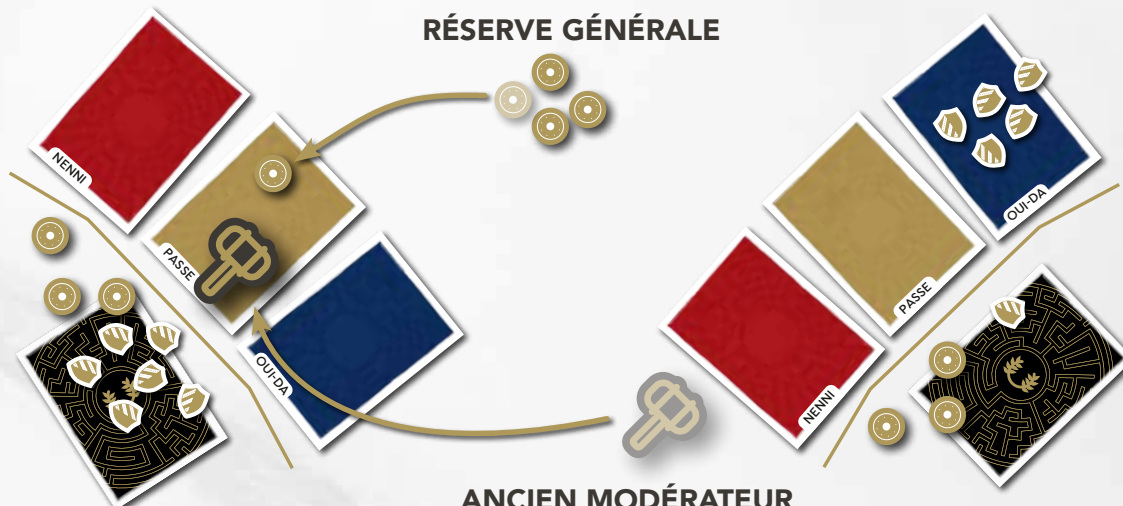 RÉSERVE GÉNÉRALE
NENNI
PASSE
OUI-DA
OUI-DA
PASSE
NENNI
ANCIEN MODÉRATEUR